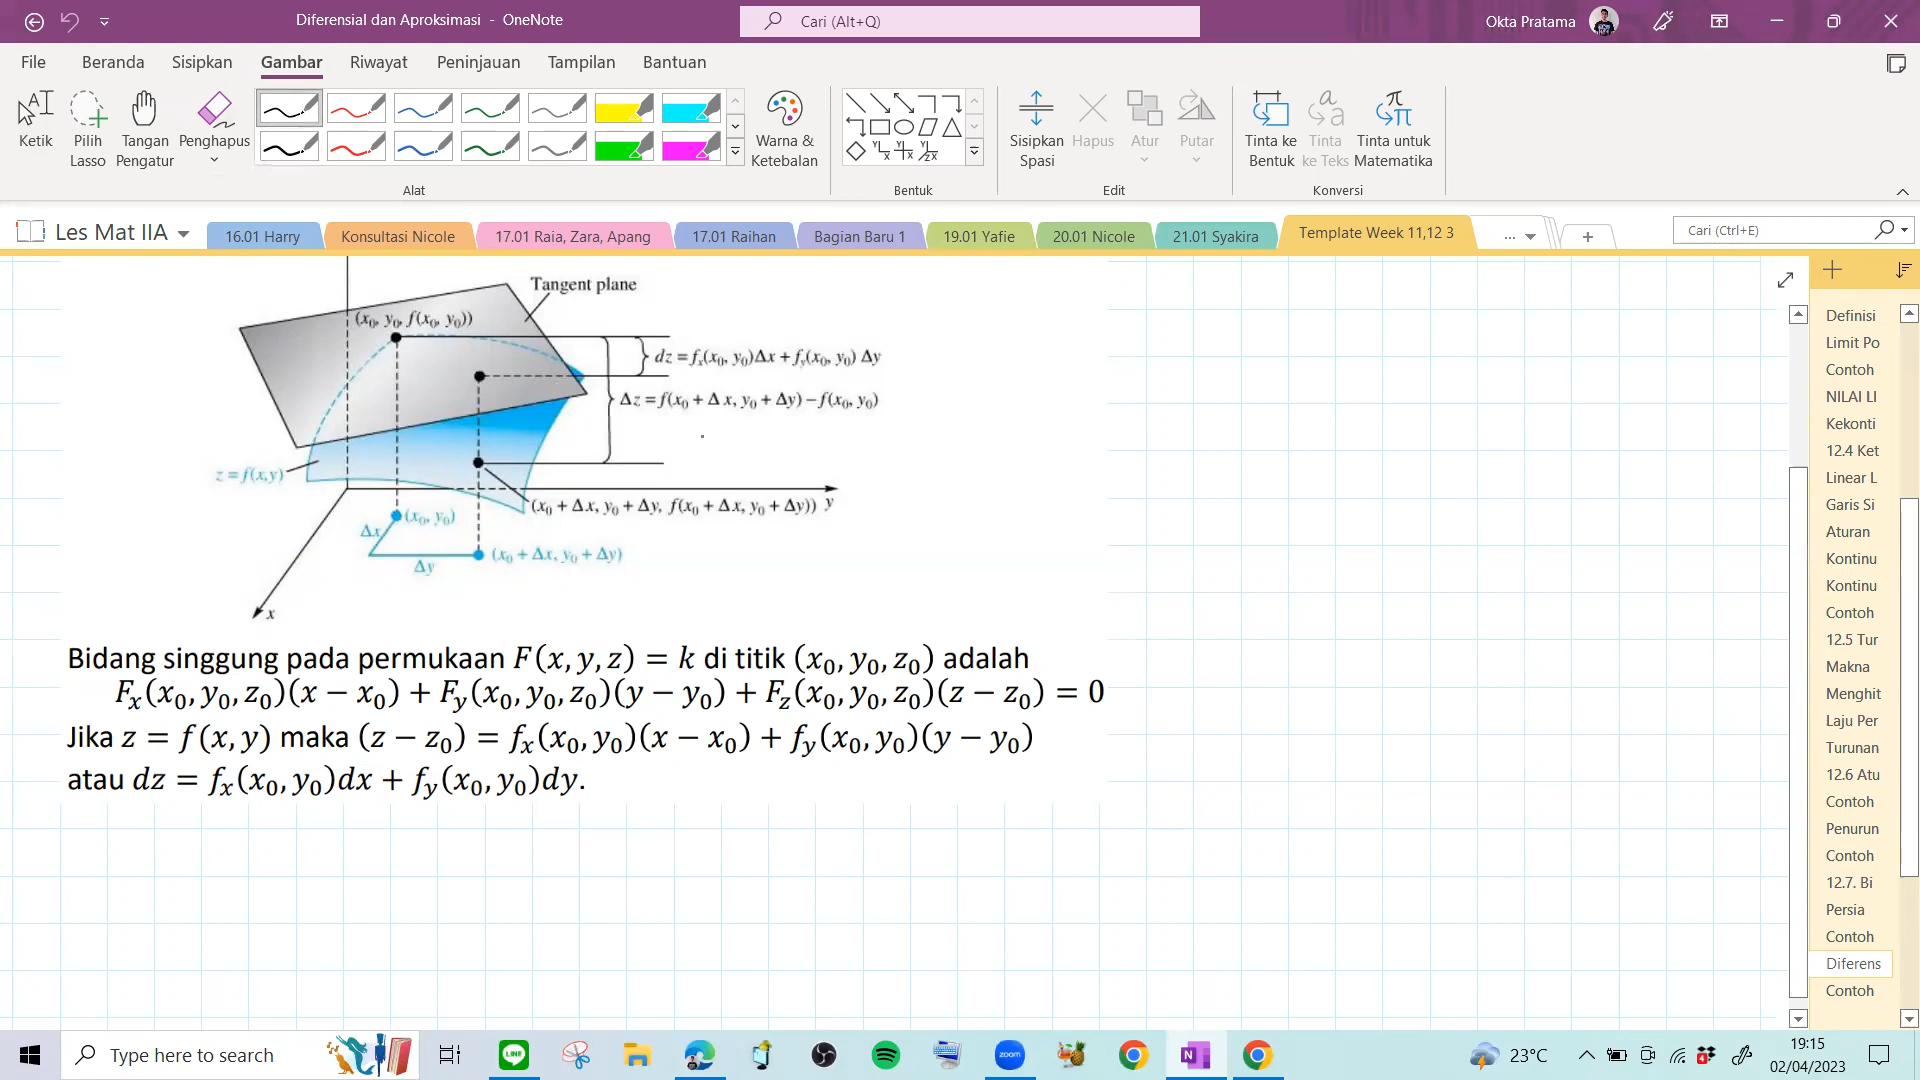 Diferensial dan Aproksimasi - OneNote
Cari (Alt+Q)
Okta Pratama
File Beranda Sisipkan Gambar Riwayat Peninjauan Tampilan Bantuan
Ketik
Pilih Lasso
Tangan Pengatur
Penghapus
Warna & Ketebalan
Sisipkan Spasi
Hapus
Atur
Putar
Tinta ke Bentuk
Tinta ke Teks
Tinta untuk Matematika
Alat
Bentuk
Edit
Konversi
Les Mat IIA
16.01 Harry
Konsultasi Nicole
17.01 Raia, Zara, Apang
17.01 Raihan
Bagian Baru 1
19.01 Yafie
20.01 Nicole
21.01 Syakira
Template Week 11,12 3
...
Cari (Ctrl+E)
Tangent plane
(x₀, y₀, f(x₀, y₀))
dz = fₓ(x₀, y₀)Δx + f_y(x₀, y₀) Δy
Δz = f(x₀ + Δx, y₀ + Δy) − f(x₀, y₀)
z = f(x,y)
(x₀ + Δx, y₀ + Δy, f(x₀ + Δx, y₀ + Δy)) y
(x₀, y₀)
Δx
(x₀ + Δx, y₀ + Δy)
Δy
x
Bidang singgung pada permukaan F(x, y, z) = k di titik (x₀, y₀, z₀) adalah
Fₓ(x₀, y₀, z₀)(x − x₀) + F_y(x₀, y₀, z₀)(y − y₀) + F_z(x₀, y₀, z₀)(z − z₀) = 0
Jika z = f(x, y) maka (z − z₀) = fₓ(x₀, y₀)(x − x₀) + f_y(x₀, y₀)(y − y₀)
atau dz = fₓ(x₀, y₀)dx + f_y(x₀, y₀)dy.
Definisi
Limit Po
Contoh
NILAI LI
Kekonti
12.4 Ket
Linear L
Garis Si
Aturan
Kontinu
Kontinu
Contoh
12.5 Tur
Makna
Menghit
Laju Per
Turunan
12.6 Atu
Contoh
Penurun
Contoh
12.7. Bi
Persia
Contoh
Diferens
Contoh
Type here to search
LINE
zoom
N
23°C
4
19:15
02/04/2023